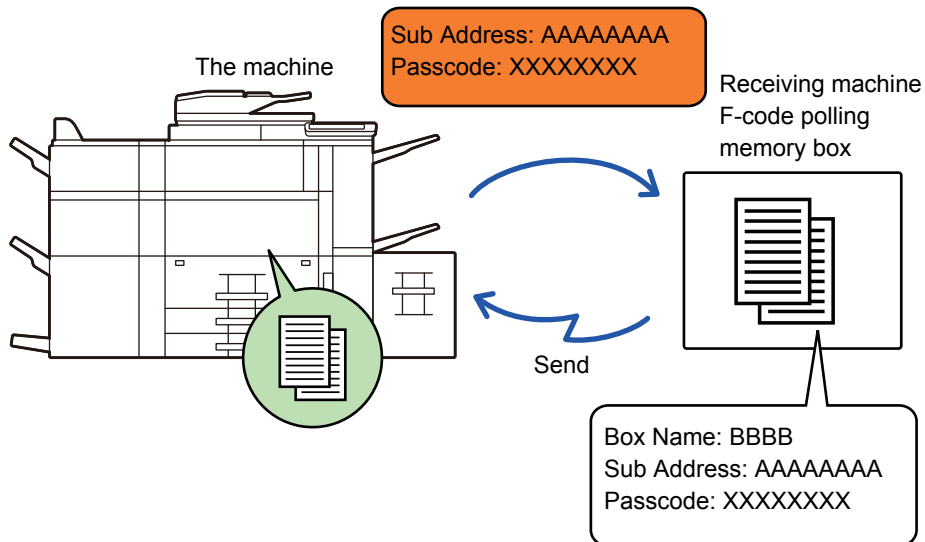 Sub Address: AAAAAAAA
Passcode: XXXXXXXX
The machine
Receiving machine
F-code polling
memory box
Send
Box Name: BBBB
Sub Address: AAAAAAAA
Passcode: XXXXXXXX